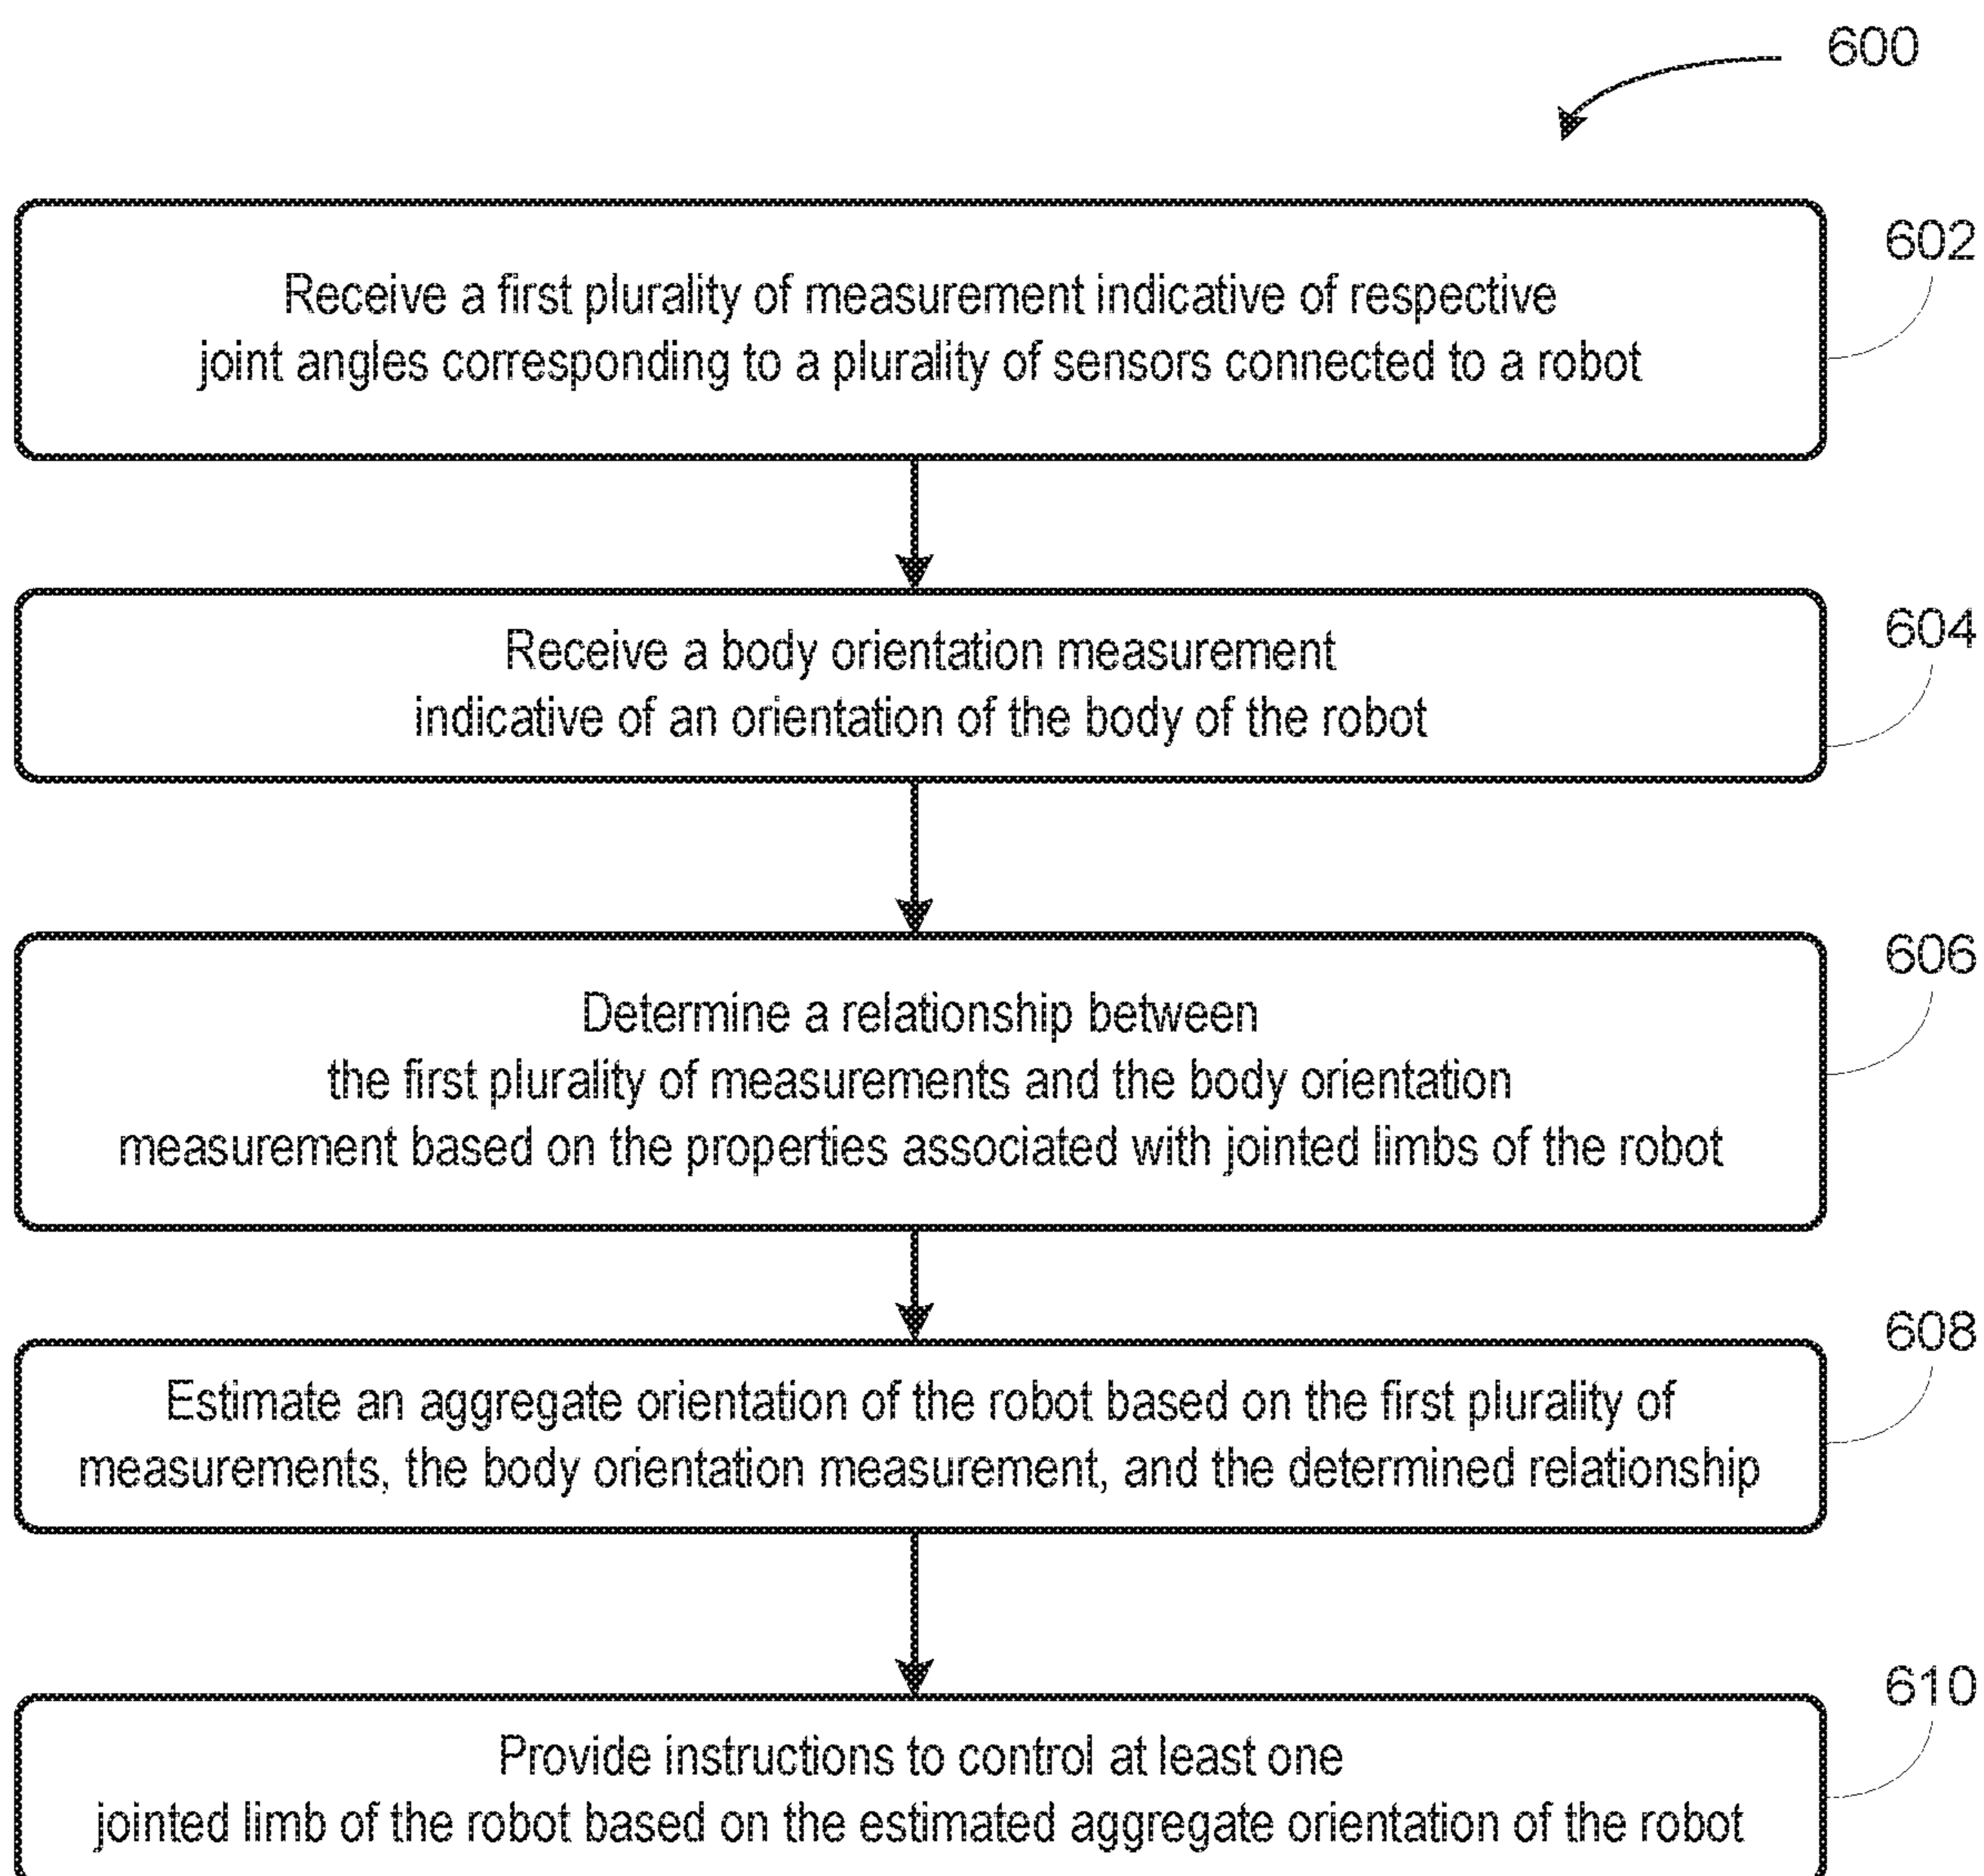 600
602
Receive a first plurality of measurement indicative of respective
joint angles corresponding to a plurality of sensors connected to a robot
604
Receive a body orientation measurement
indicative of an orientation of the body of the robot
606
Determine a relationship between
the first plurality of measurements and the body orientation
measurement based on the properties associated with jointed limbs of the robot
608
Estimate an aggregate orientation of the robot based on the first plurality of
measurements, the body orientation measurement, and the determined relationship
610
Provide instructions to control at least one
jointed limb of the robot based on the estimated aggregate orientation of the robot